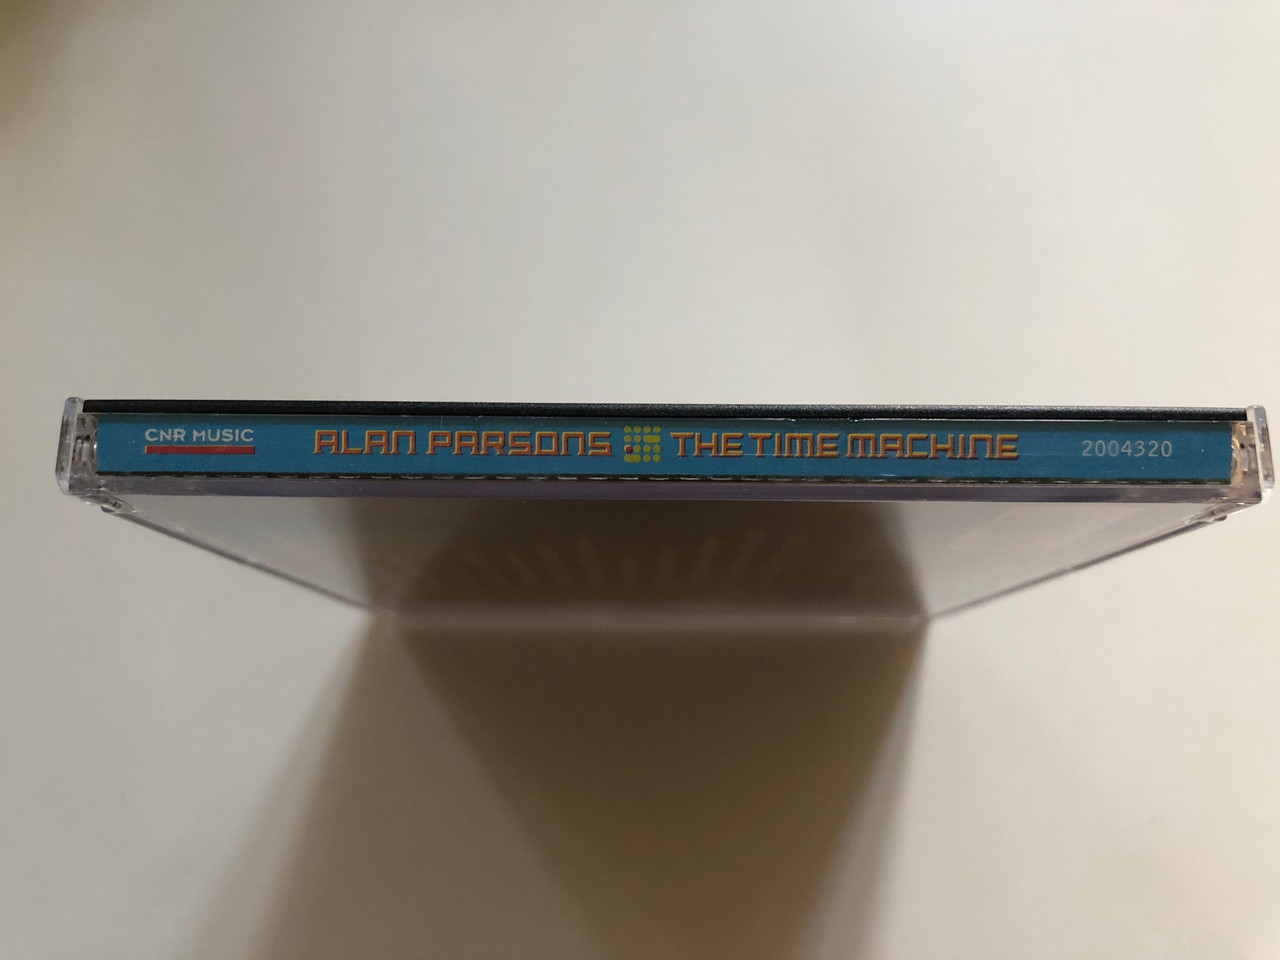 CNR MUSIC ALAN PARSONS THE TIME MACHINE 2004320